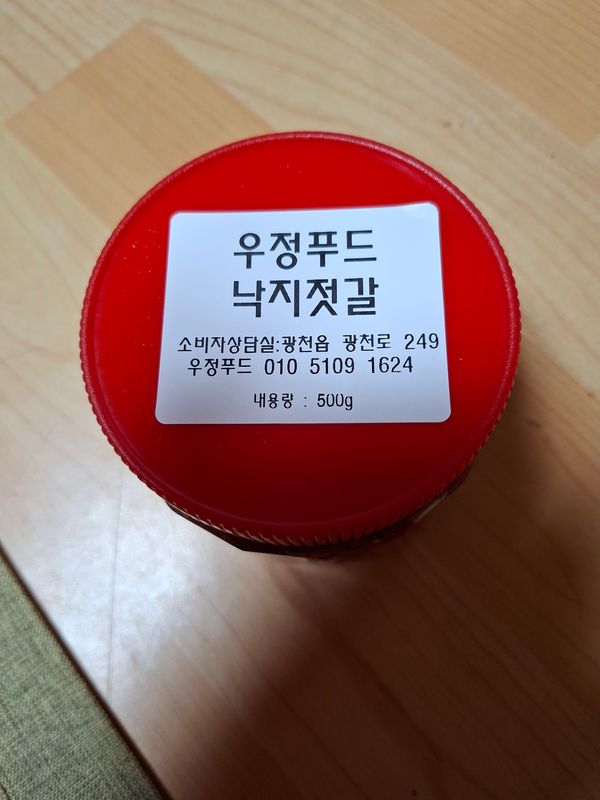 우정푸드
낙지젓갈
소비자상담실:광천읍 광천로 249
우정푸드 010 5109 1624
내용량 : 500g